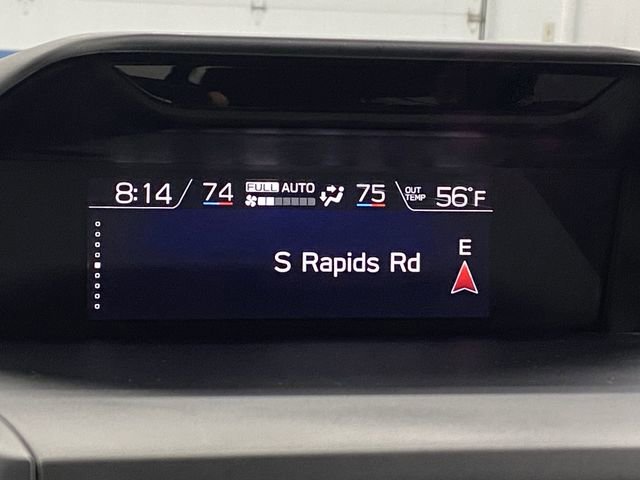 8:14 74 FULL AUTO 75 OUT TEMP 56°F
S Rapids Rd
E